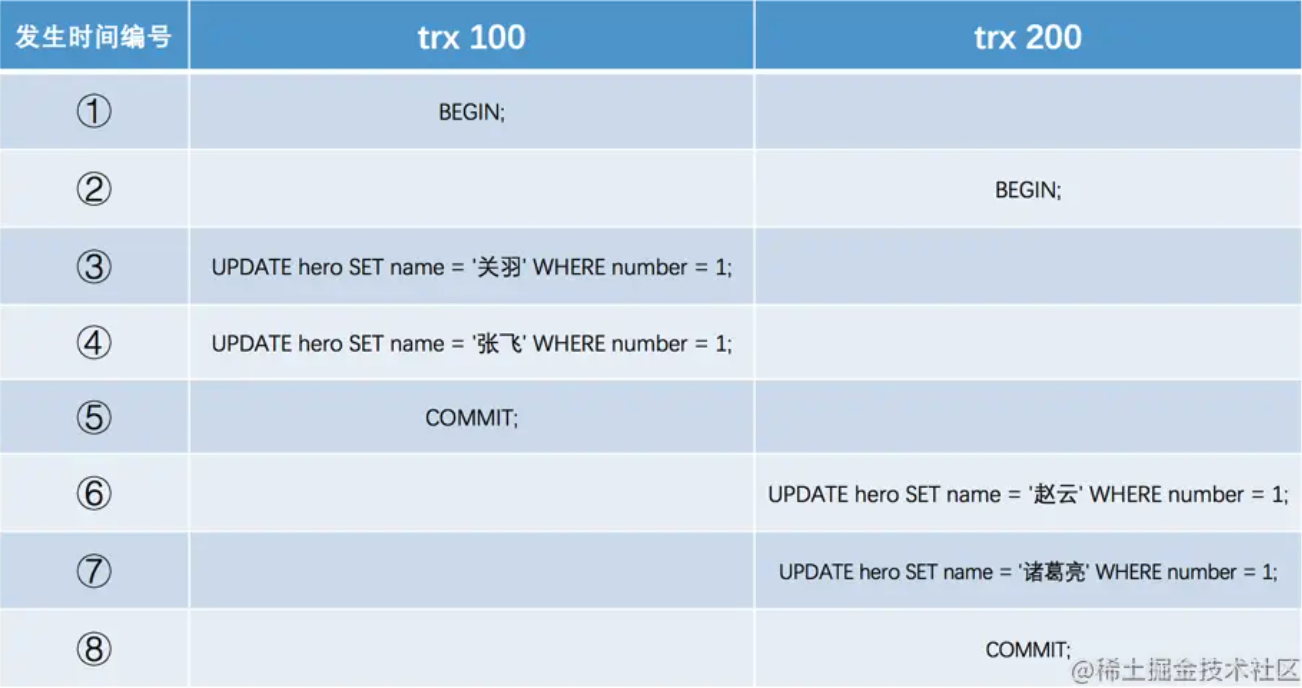 发生时间编号 trx 100 trx 200
① BEGIN;
② BEGIN;
③ UPDATE hero SET name = '关羽' WHERE number = 1;
④ UPDATE hero SET name = '张飞' WHERE number = 1;
⑤ COMMIT;
⑥ UPDATE hero SET name = '赵云' WHERE number = 1;
⑦ UPDATE hero SET name = '诸葛亮' WHERE number = 1;
⑧ COMMIT;
@稀土掘金技术社区